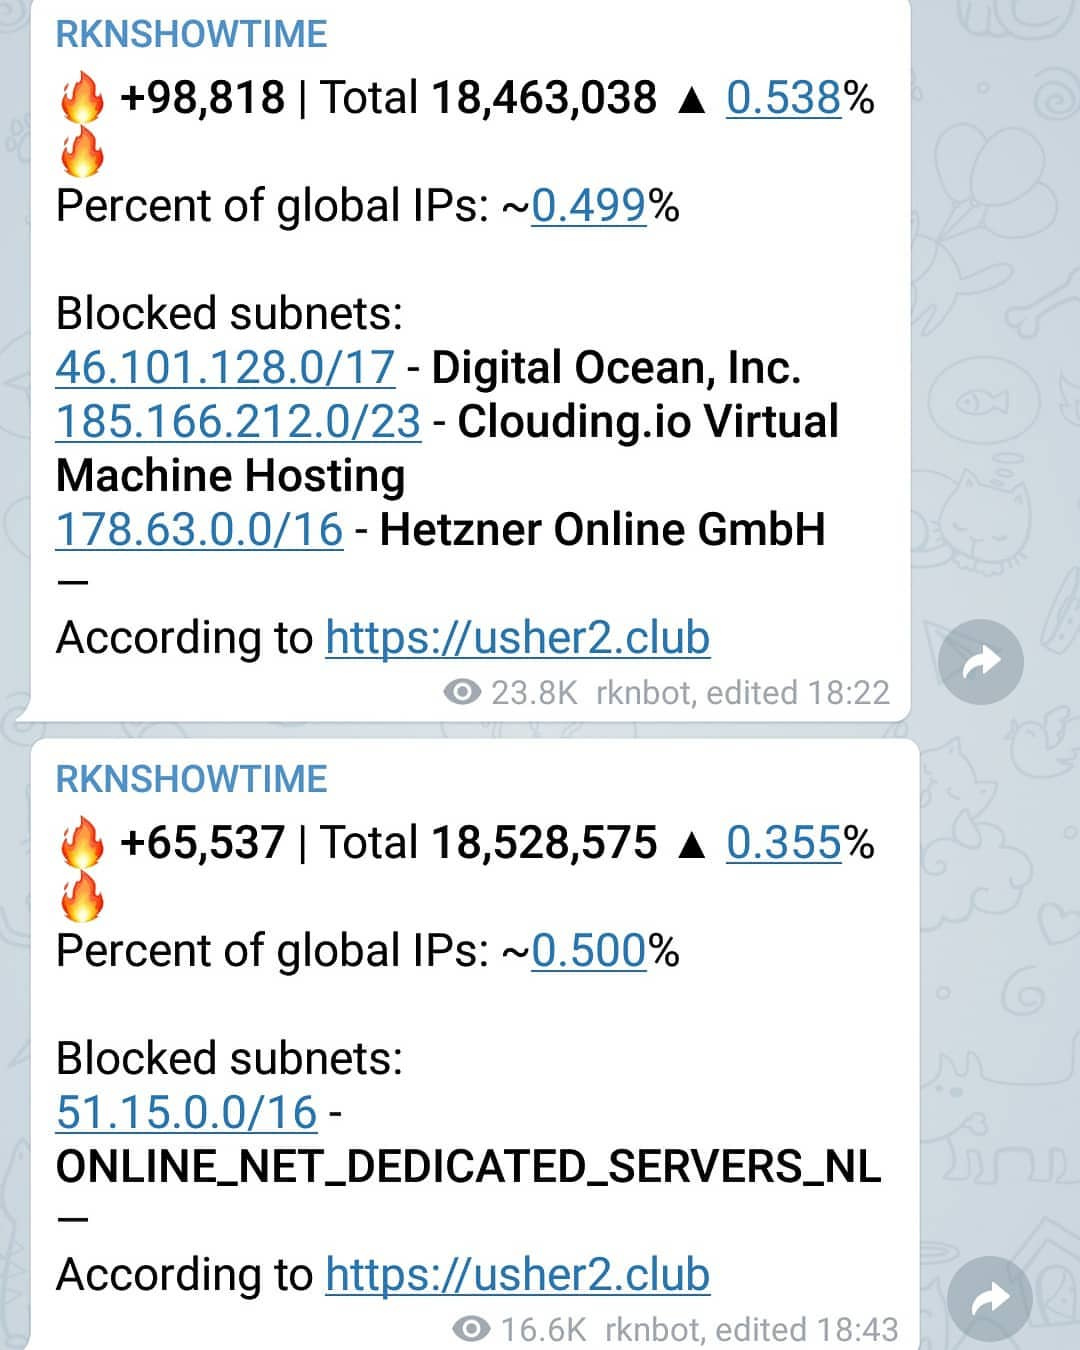 RKNSHOWTIME
🔥 +98,818 | Total 18,463,038 ▲ 0.538%
🔥
Percent of global IPs: ~0.499%
Blocked subnets:
46.101.128.0/17 - Digital Ocean, Inc.
185.166.212.0/23 - Clouding.io Virtual
Machine Hosting
178.63.0.0/16 - Hetzner Online GmbH
—
According to https://usher2.club
23.8K rknbot, edited 18:22
RKNSHOWTIME
🔥 +65,537 | Total 18,528,575 ▲ 0.355%
🔥
Percent of global IPs: ~0.500%
Blocked subnets:
51.15.0.0/16 -
ONLINE_NET_DEDICATED_SERVERS_NL
—
According to https://usher2.club
16.6K rknbot, edited 18:43